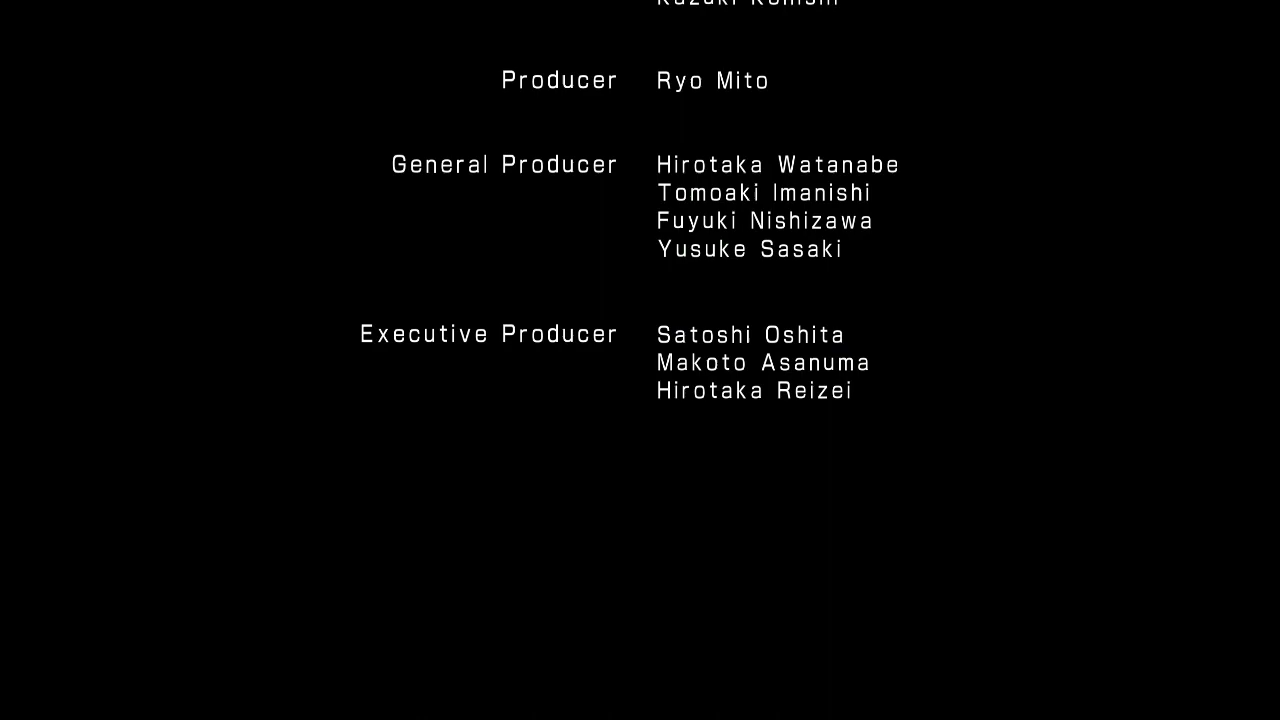 Producer Ryo Mito
General Producer Hirotaka Watanabe
Tomoaki Imanishi
Fuyuki Nishizawa
Yusuke Sasaki
Executive Producer Satoshi Oshita
Makoto Asanuma
Hirotaka Reizei